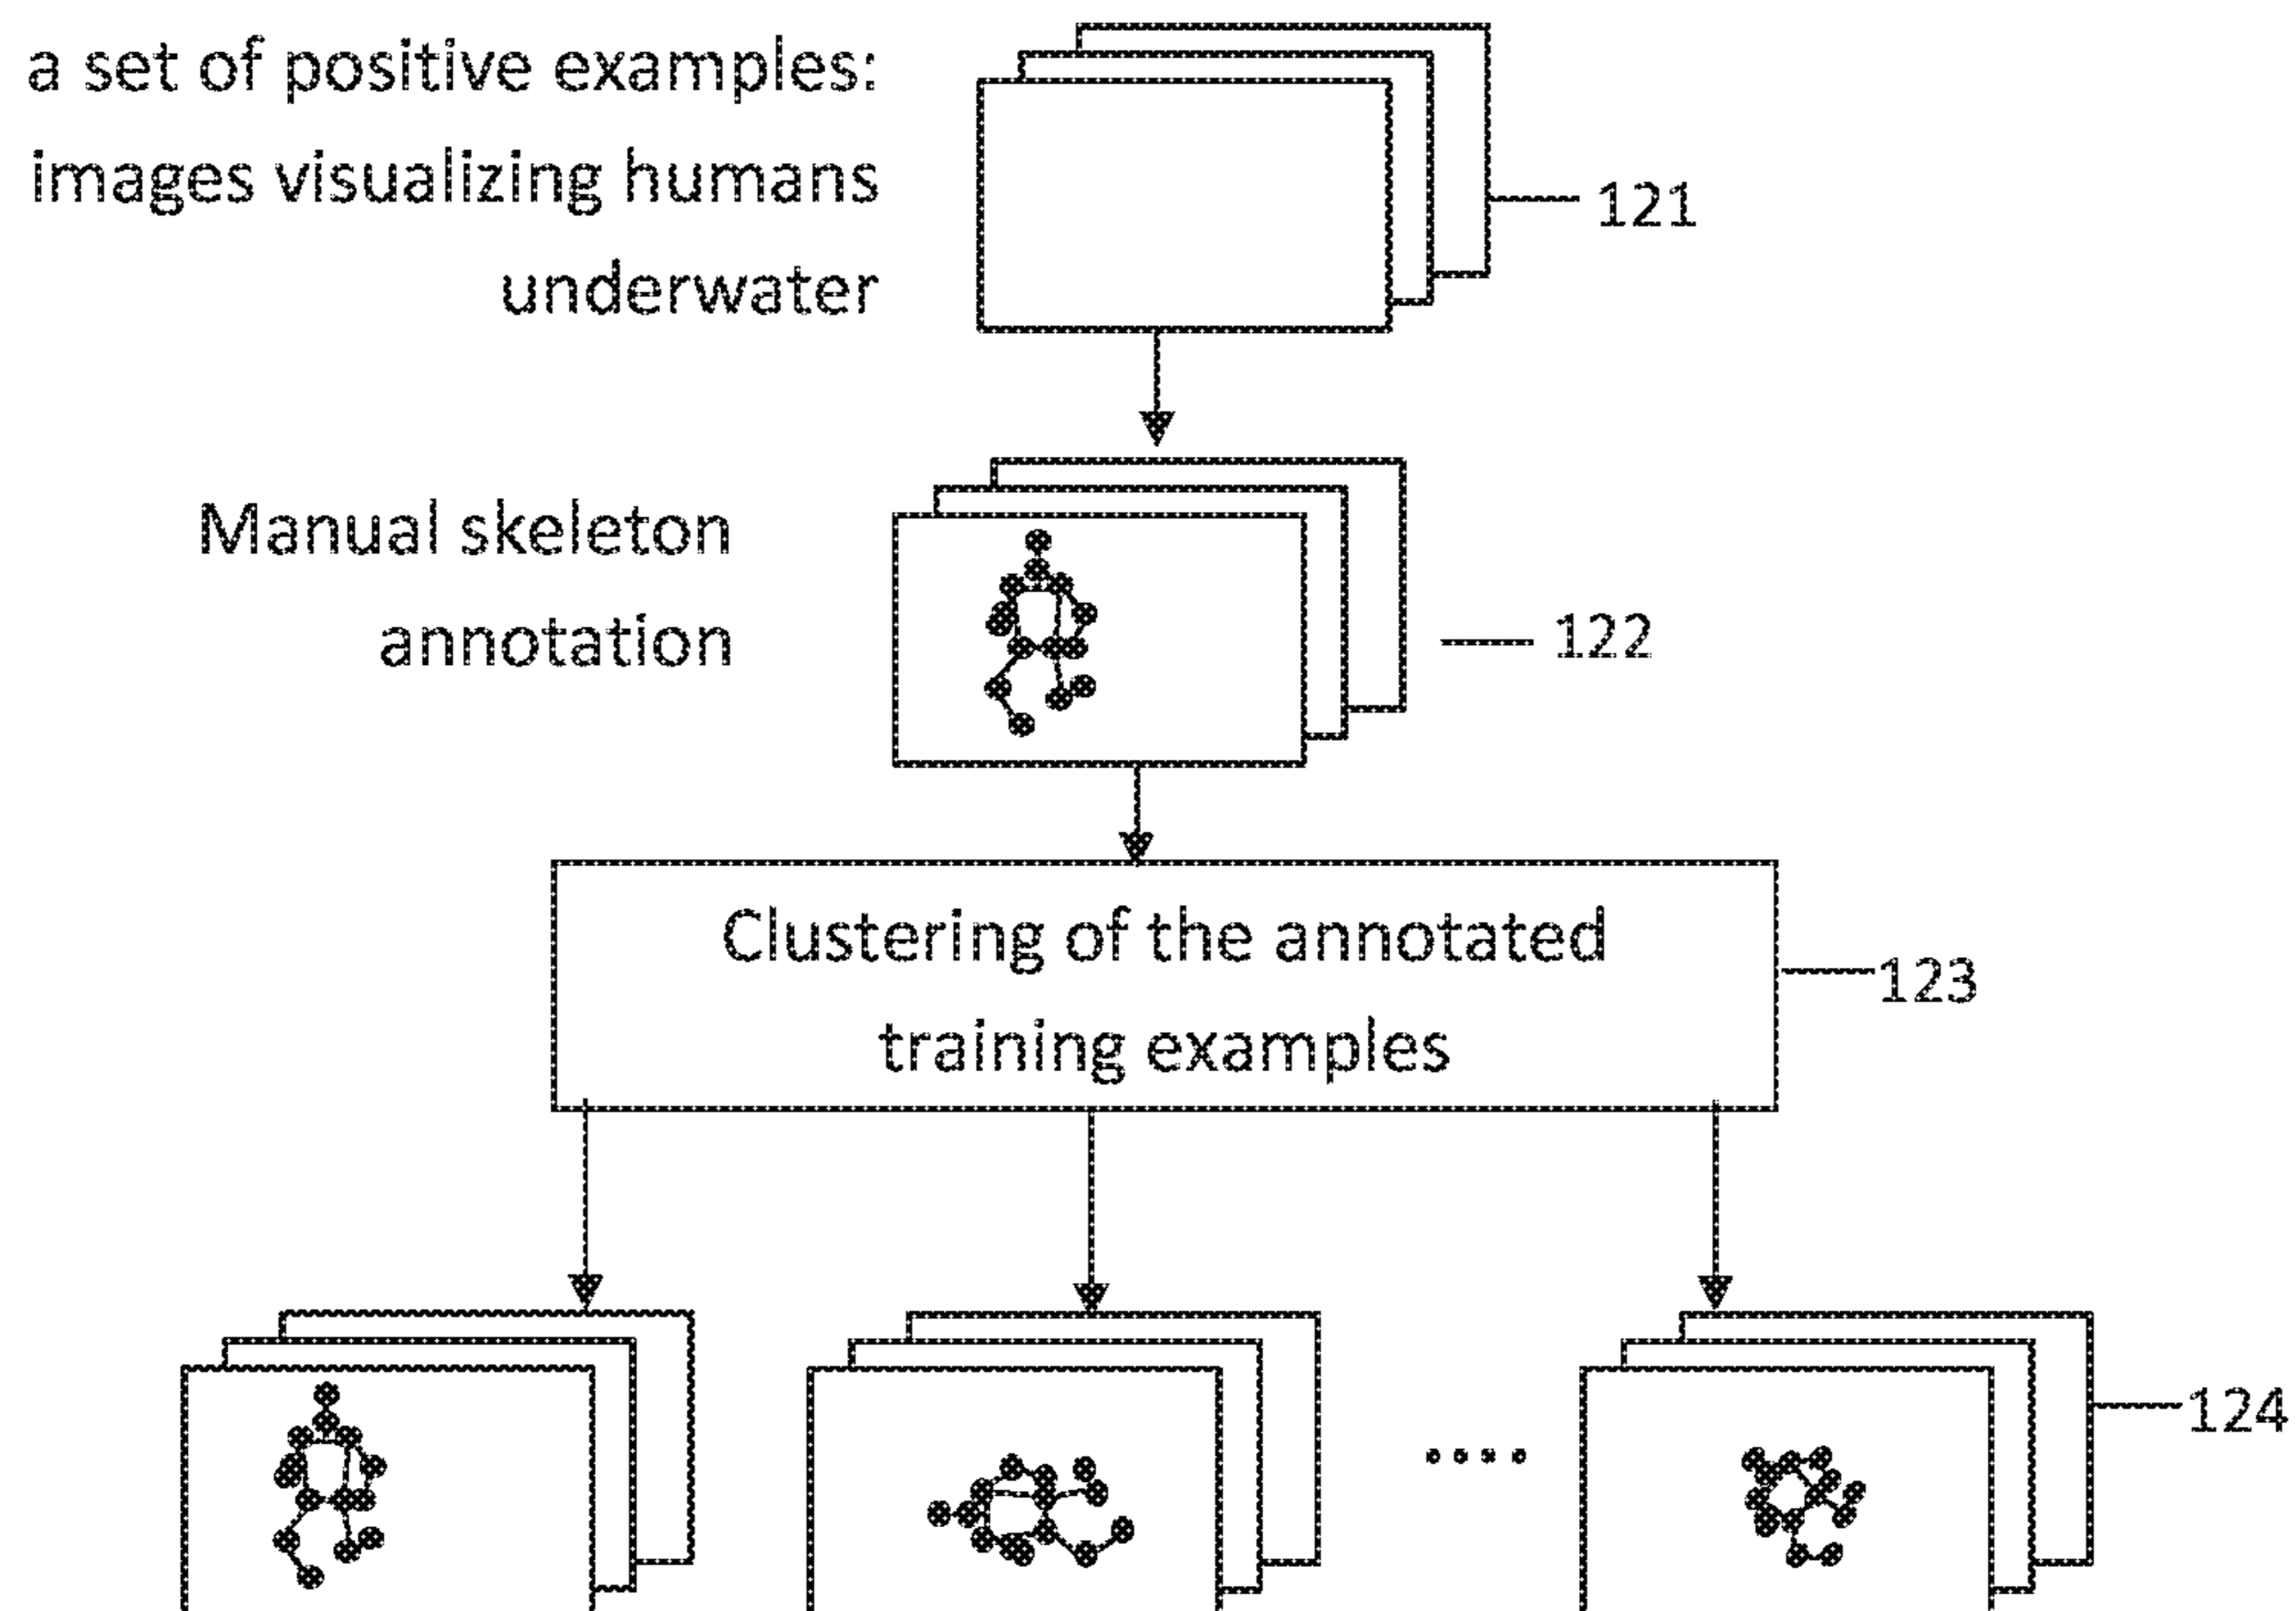 a set of positive examples:
images visualizing humans
underwater
121
Manual skeleton
annotation
122
Clustering of the annotated
training examples
123
124